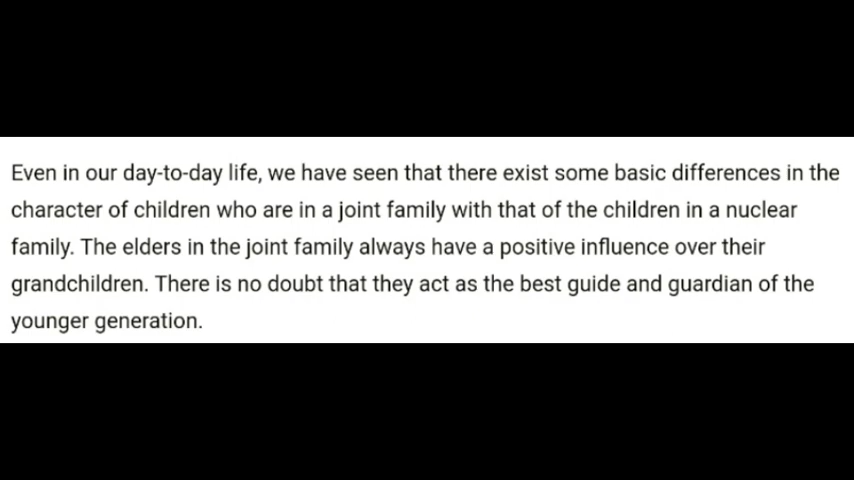 Even in our day-to-day life, we have seen that there exist some basic differences in the
character of children who are in a joint family with that of the children in a nuclear
family. The elders in the joint family always have a positive influence over their
grandchildren. There is no doubt that they act as the best guide and guardian of the
younger generation.